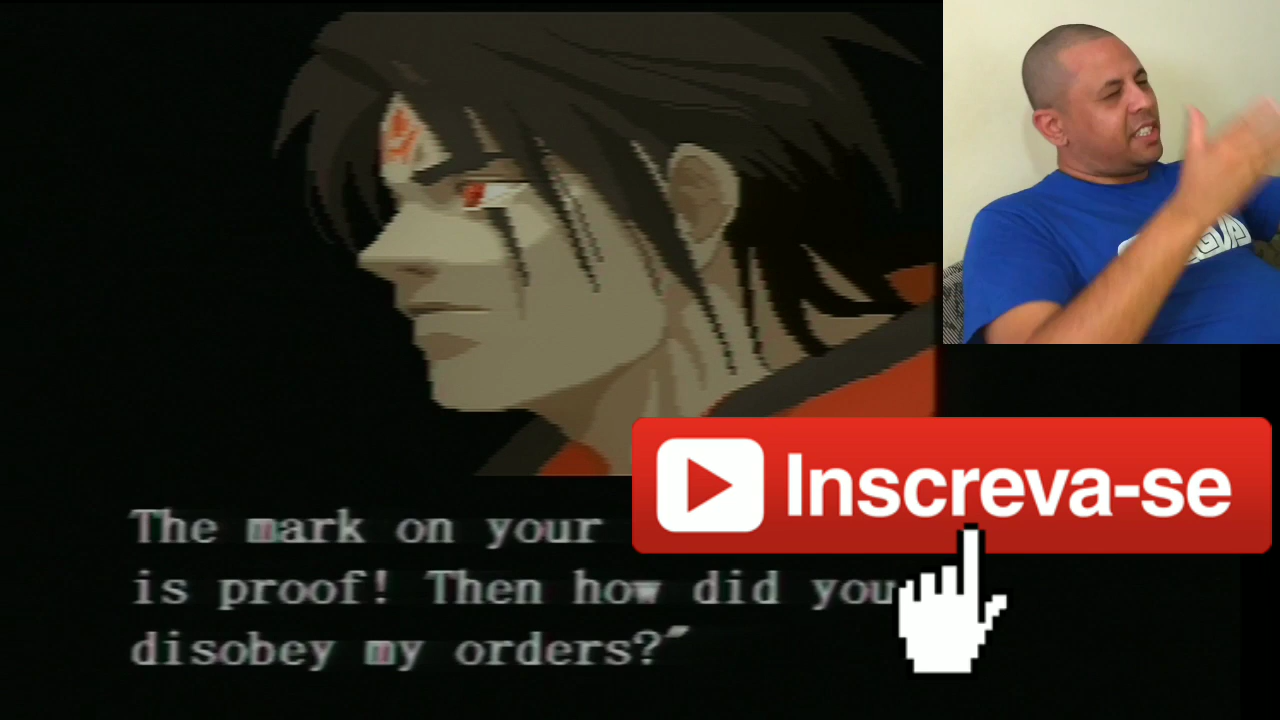 The mark on your
is proof! Then how did you
disobey my orders?"
Inscreva-se